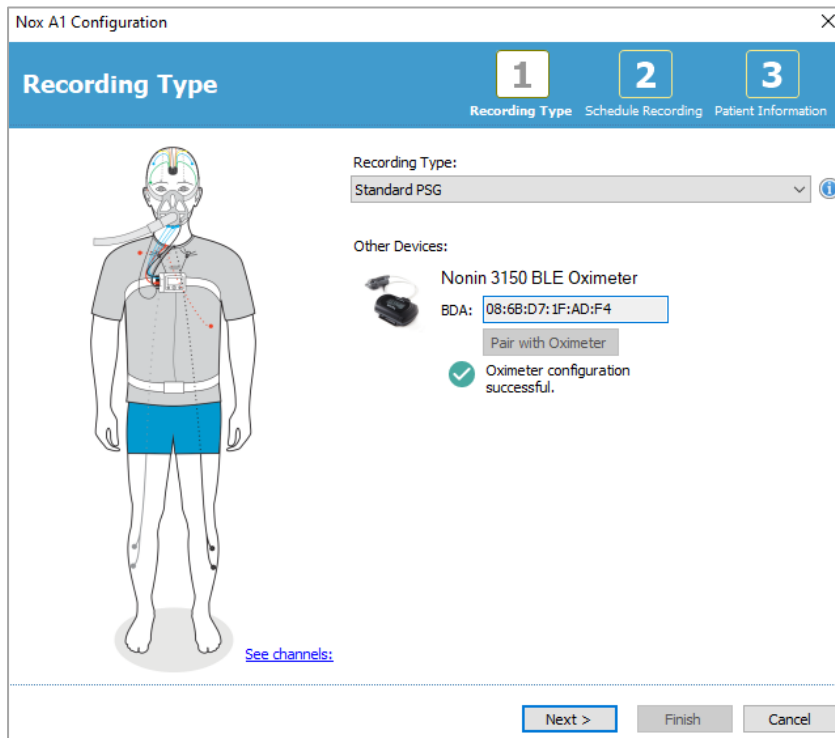 Nox A1 Configuration
Recording Type
1
Recording Type
2
Schedule Recording
3
Patient Information
Recording Type:
Standard PSG
Other Devices:
Nonin 3150 BLE Oximeter
BDA: 08:6B:D7:1F:AD:F4
Pair with Oximeter
Oximeter configuration
successful.
See channels:
Next >
Finish
Cancel